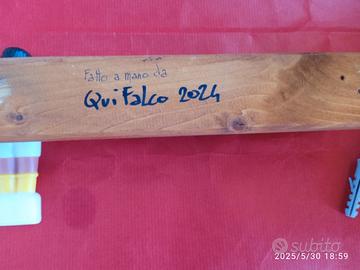 Fatto a mano da
Qui Falco 2024
subito
2025/5/30 18:59